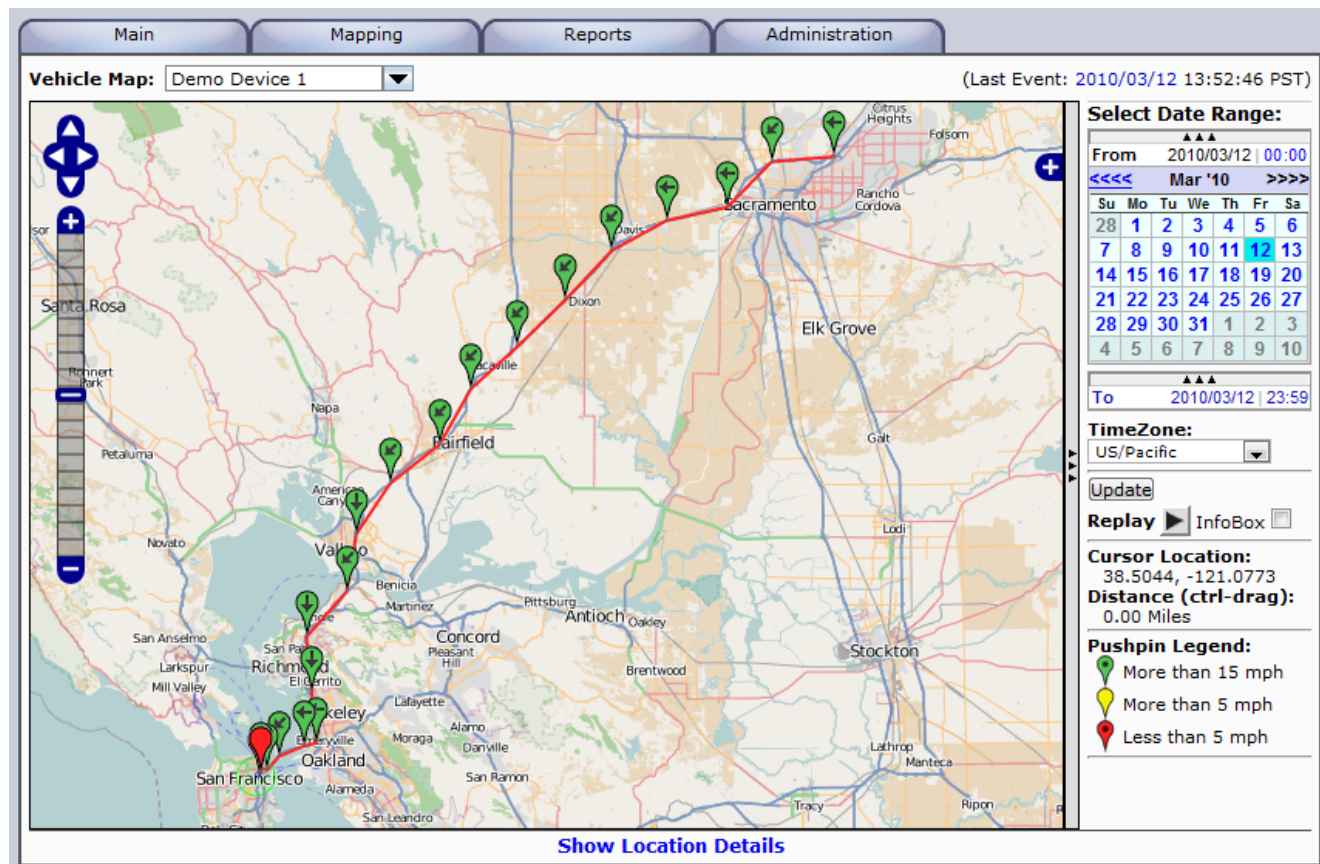 Main Mapping Reports Administration
Vehicle Map: Demo Device 1
(Last Event: 2010/03/12 13:52:46 PST)
Citrus
Heights
Folsom
Rancho
Cordova
Sacramento
Davis
Dixon
Santa Rosa
Elk Grove
Rohnert
Park
Napa
Fairfield
Galt
Petaluma
American
Lodi
Novato
Benicia
Martinez
Pittsburg
Antioch
Oakley
San Anselmo
Concord
Pleasant
Hill
Stockton
Larkspur
Richmond
Brentwood
Mill Valley
El Cerrito
Lafayette
Moraga
Alamo
Danville
Emeryville
Oakland
Lathrop
Manteca
San Francisco
Alameda
San Ramon
San Leandro
Tracy
Ripon
Select Date Range:
From 2010/03/12 | 00:00
<<<< Mar '10 >>>>
Su Mo Tu We Th Fr Sa
28 1 2 3 4 5 6
7 8 9 10 11 12 13
14 15 16 17 18 19 20
21 22 23 24 25 26 27
28 29 30 31 1 2 3
4 5 6 7 8 9 10
To 2010/03/12 | 23:59
TimeZone:
US/Pacific
Update
Replay InfoBox
Cursor Location:
38.5044, -121.0773
Distance (ctrl-drag):
0.00 Miles
Pushpin Legend:
More than 15 mph
More than 5 mph
Less than 5 mph
Show Location Details